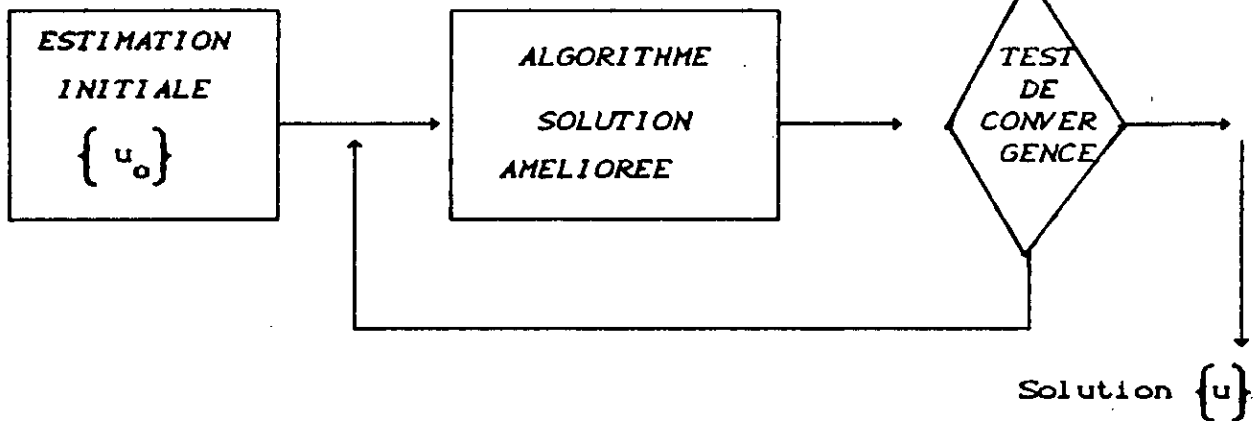 ESTIMATION
INITIALE
{ u₀ }
ALGORITHME
SOLUTION
AMELIOREE
TEST
DE
CONVER
GENCE
Solution {u}